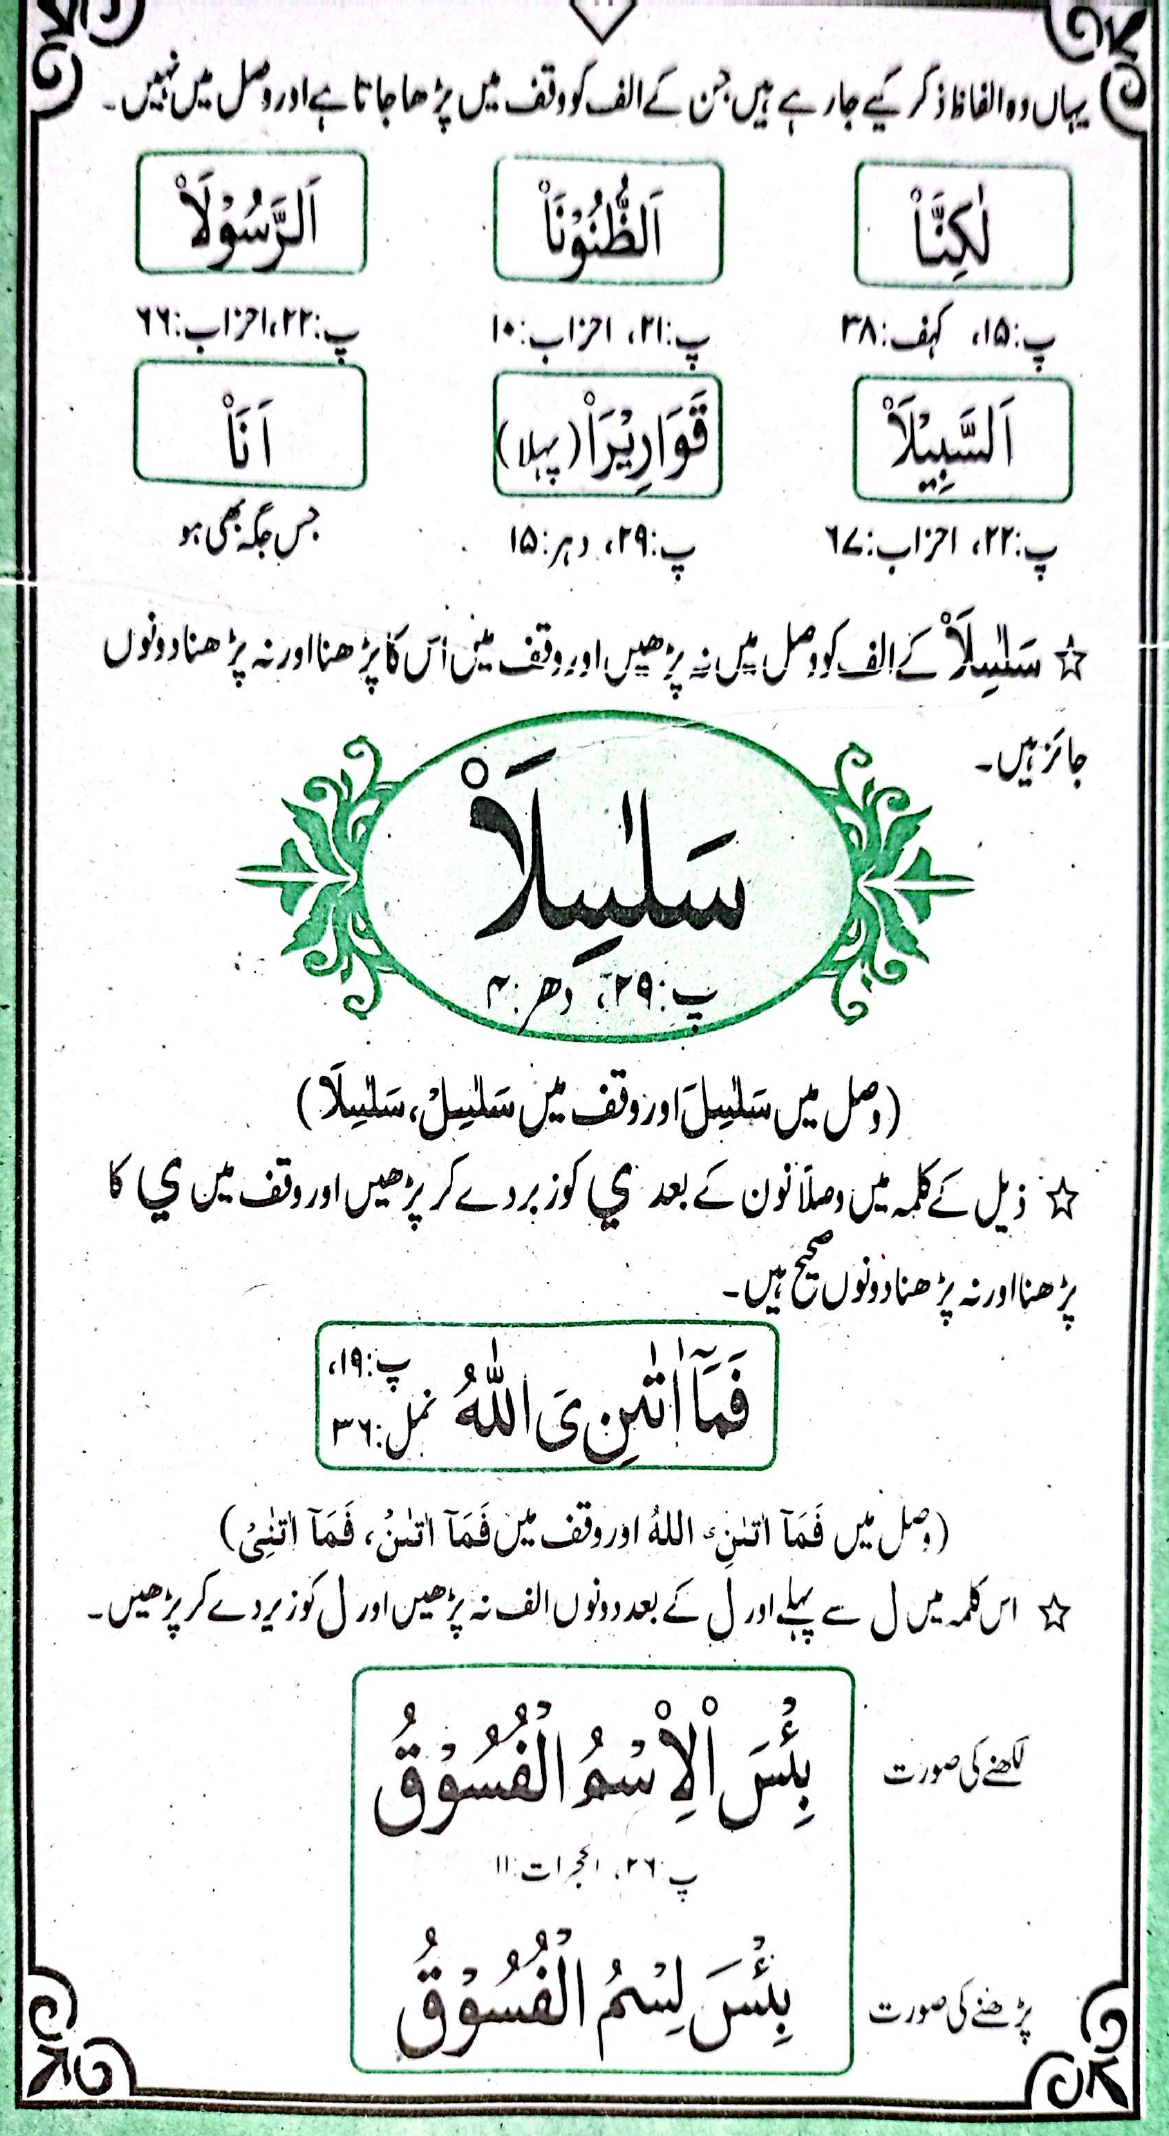 یہاں وہ الفاظ ذکر کیے جار ہے ہیں جن کے الف کو وقف میں پڑھا جاتا ہے اور وصل میں نہیں۔
لٰكِنَّا۠ اَلظُّنُوْنَا۠ اَلرَّسُوْلَا۠
پ:۱۵، کہف:۳۸ پ:۲۱، احزاب:۱۰ پ:۲۲، احزاب:۶۶
اَلسَّبِيْلَا۠ قَوَارِيْرَا۠ (پہلا) اَنَا۠
پ:۲۲، احزاب:۶۷ پ:۲۹، دہر:۱۵ جس جگہ بھی ہو
☆ سَلٰسِلَا۠ کے الف کو وصل میں نہ پڑھیں اور وقف میں اس کا پڑھنا اور نہ پڑھنا دونوں
جائز ہیں۔
سَلٰسِلَا۠
پ:۲۹، دھر:۴
(وصل میں سَلٰسِلَ اور وقف میں سَلٰسِلْ، سَلٰسِلَا)
☆ ذیل کے کلمہ میں وصلاً نون کے بعد ي کو زبر دے کر پڑھیں اور وقف میں ي کا
پڑھنا اور نہ پڑھنا دونوں صحیح ہیں۔
فَمَآ اٰتٰنِۦَ اللّٰهُ پ:۱۹، نمل:۳۶
(وصل میں فَمَآ اٰتٰنِۦَ اللهُ اور وقف میں فَمَآ اٰتٰنْ، فَمَآ اٰتٰنِیْ)
☆ اس کلمہ میں ل سے پہلے اور ل کے بعد دونوں الف نہ پڑھیں اور ل کو زیر دے کر پڑھیں۔
لکھنے کی صورت بِئْسَ ا۠لِا۠سْمُ الْفُسُوْقُ
پ:۲۶، الحجرات:۱۱
پڑھنے کی صورت بِئْسَ لِسْمُ الْفُسُوْقُ